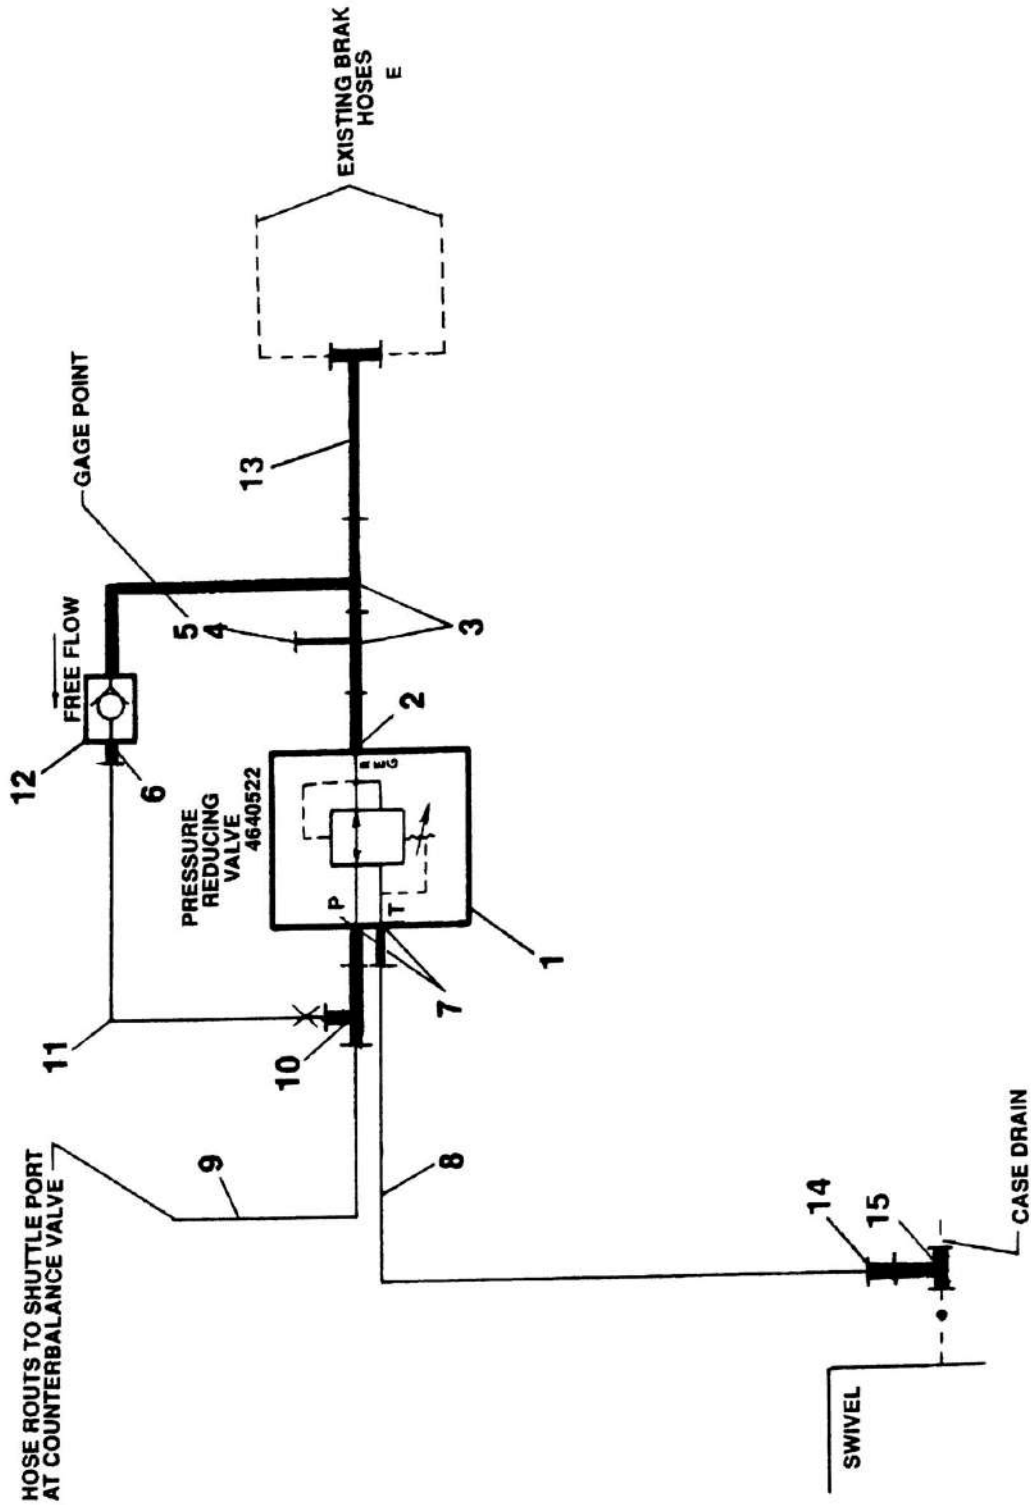 HOSE ROUTS TO SHUTTLE PORT
AT COUNTERBALANCE VALVE
9
11
10
12
6
FREE FLOW
5
4
GAGE POINT
PRESSURE
REDUCING
VALVE
4640522
P
T
7
1
2
3
13
EXISTING BRAK
HOSES
E
8
14
15
SWIVEL
CASE DRAIN